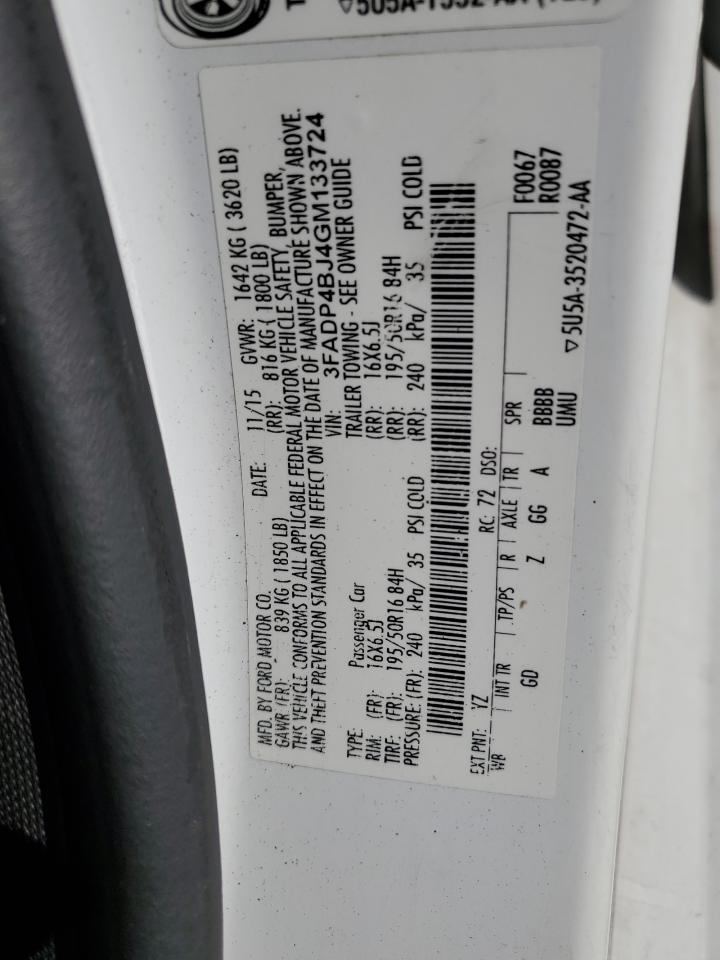 MFD. BY FORD MOTOR CO.
DATE: 11/15 GVWR: 1642 KG ( 3620 LB)
GAWR (FR): 839 KG ( 1850 LB) (RR): 816 KG ( 1800 LB)
THIS VEHICLE CONFORMS TO ALL APPLICABLE FEDERAL MOTOR VEHICLE SAFETY, BUMPER,
AND THEFT PREVENTION STANDARDS IN EFFECT ON THE DATE OF MANUFACTURE SHOWN ABOVE.
VIN: 3FADP4BJ4GM133724
TYPE: Passenger Car TRAILER TOWING - SEE OWNER GUIDE
RIM: (FR): 16X6.5J (RR): 16X6.5J
TIRE: (FR): 195/50R16 84H (RR): 195/50R16 84H
PRESSURE: (FR): 240 kPa/ 35 PSI COLD (RR): 240 kPa/ 35 PSI COLD
EXT PNT: YZ RC: 72 DSO:
WB INT TR TP/PS R AXLE TR SPR F0067
GD Z GG A BBBB R0087
UMU
5U5A-3520472-AA